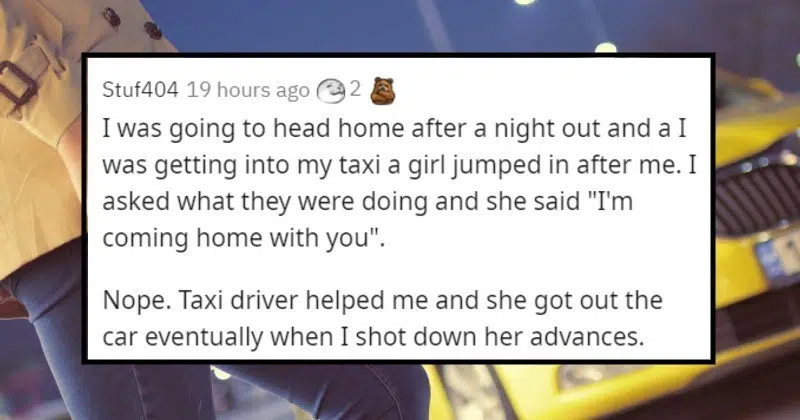 Stuf404 19 hours ago 2
I was going to head home after a night out and a I
was getting into my taxi a girl jumped in after me. I
asked what they were doing and she said "I'm
coming home with you".
Nope. Taxi driver helped me and she got out the
car eventually when I shot down her advances.